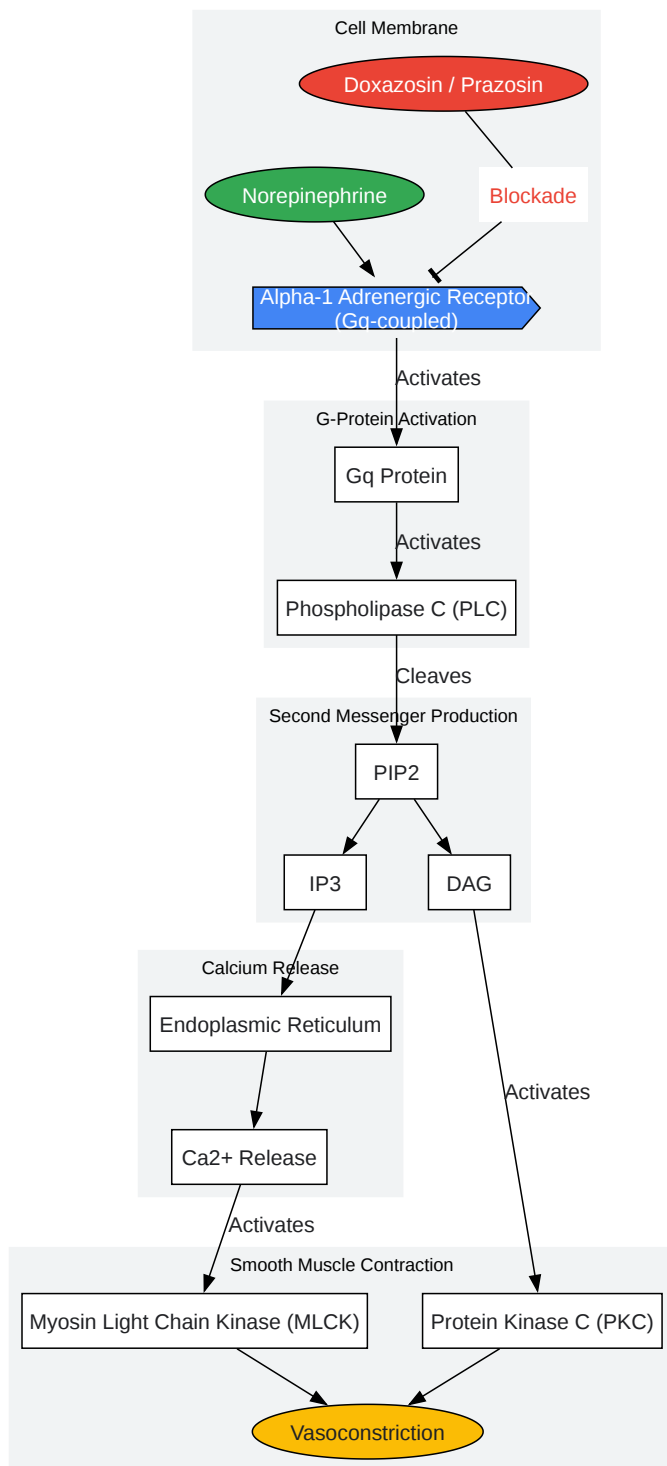 Cell Membrane
Doxazosin / Prazosin
Norepinephrine
Blockade
Alpha-1 Adrenergic Receptor
(Gq-coupled)
Activates
G-Protein Activation
Gq Protein
Activates
Phospholipase C (PLC)
Cleaves
Second Messenger Production
PIP2
IP3
DAG
Calcium Release
Endoplasmic Reticulum
Activates
Ca2+ Release
Activates
Smooth Muscle Contraction
Myosin Light Chain Kinase (MLCK)
Protein Kinase C (PKC)
Vasoconstriction